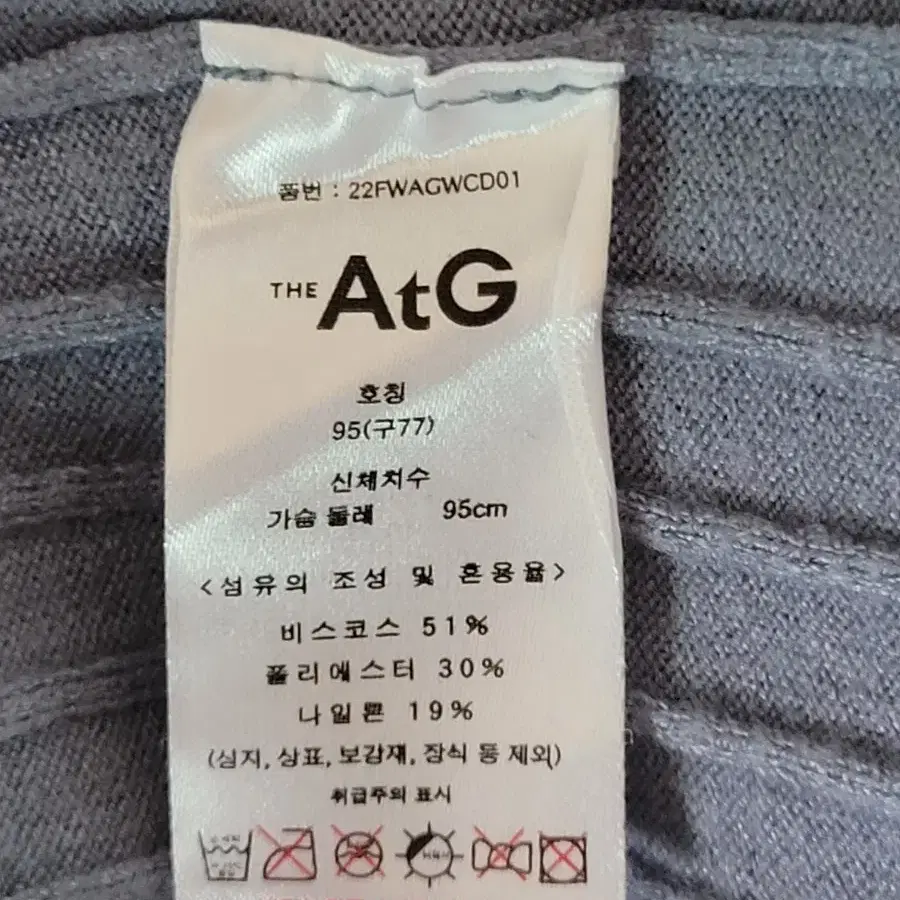 품번 : 22FWAGWCD01
THE AtG
호칭
95(구77)
신체치수
가슴 둘레 95cm
<섬유의 조성 및 혼용율>
비스코스 51%
폴리에스터 30%
나일론 19%
(심지, 상표, 보강재, 장식 등 제외)
취급주의 표시